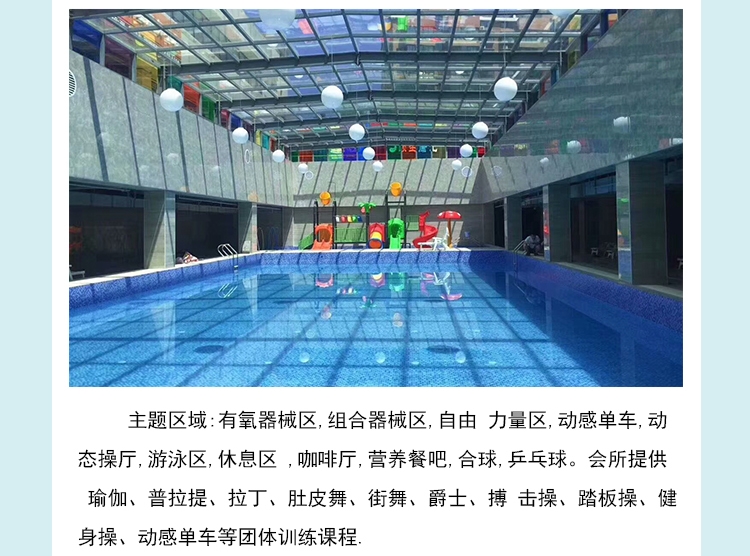 主题区域:有氧器械区,组合器械区,自由 力量区,动感单车,动
态操厅,游泳区,休息区 ,咖啡厅,营养餐吧,合球,乒乓球。会所提供
瑜伽、普拉提、拉丁、肚皮舞、街舞、爵士、搏 击操、踏板操、健
身操、动感单车等团体训练课程.